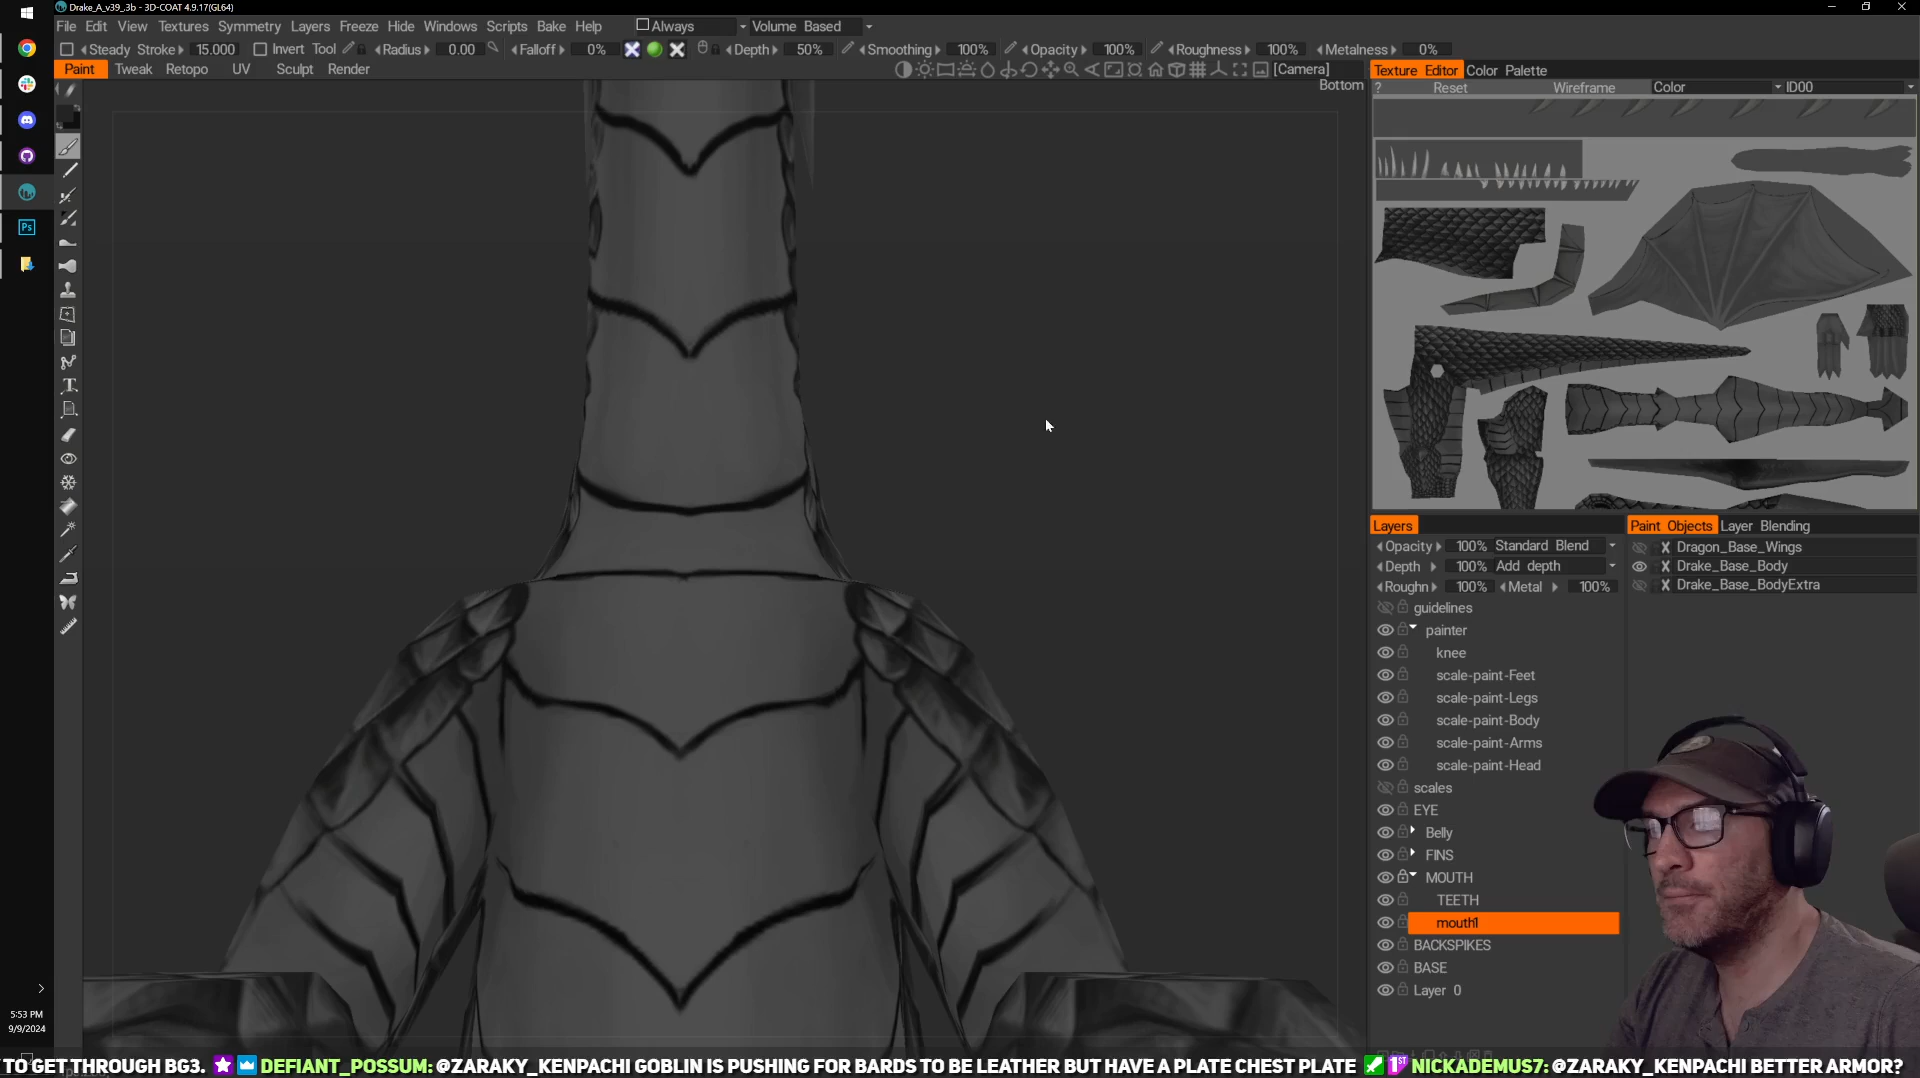 Drake_A_v39_.3b - 3D-COAT 4.9.17(GL64)
File Edit View Textures Symmetry Layers Freeze Hide Windows Scripts Bake Help Always Volume Based
Steady Stroke 15.000 Invert Tool Radius 0.00 Falloff 0% Depth 50% Smoothing 100% Opacity 100% Roughness 100% Metalness 0%
Paint Tweak Retopo UV Sculpt Render [Camera]
Bottom
Texture Editor Color Palette
? Reset Wireframe Color ID00
Layers
Opacity 100% Standard Blend
Depth 100% Add depth
Roughn 100% Metal 100%
guidelines
painter
knee
scale-paint-Feet
scale-paint-Legs
scale-paint-Body
scale-paint-Arms
scale-paint-Head
scales
EYE
Belly
FINS
MOUTH
TEETH
mouth1
BACKSPIKES
BASE
Layer 0
Paint Objects Layer Blending
X Dragon_Base_Wings
X Drake_Base_Body
X Drake_Base_BodyExtra
Ps
5:53 PM
9/9/2024
TO GET THROUGH BG3. DEFIANT_POSSUM: @ZARAKY_KENPACHI GOBLIN IS PUSHING FOR BARDS TO BE LEATHER BUT HAVE A PLATE CHEST PLATE NICKADEMUS7: @ZARAKY_KENPACHI BETTER ARMOR?